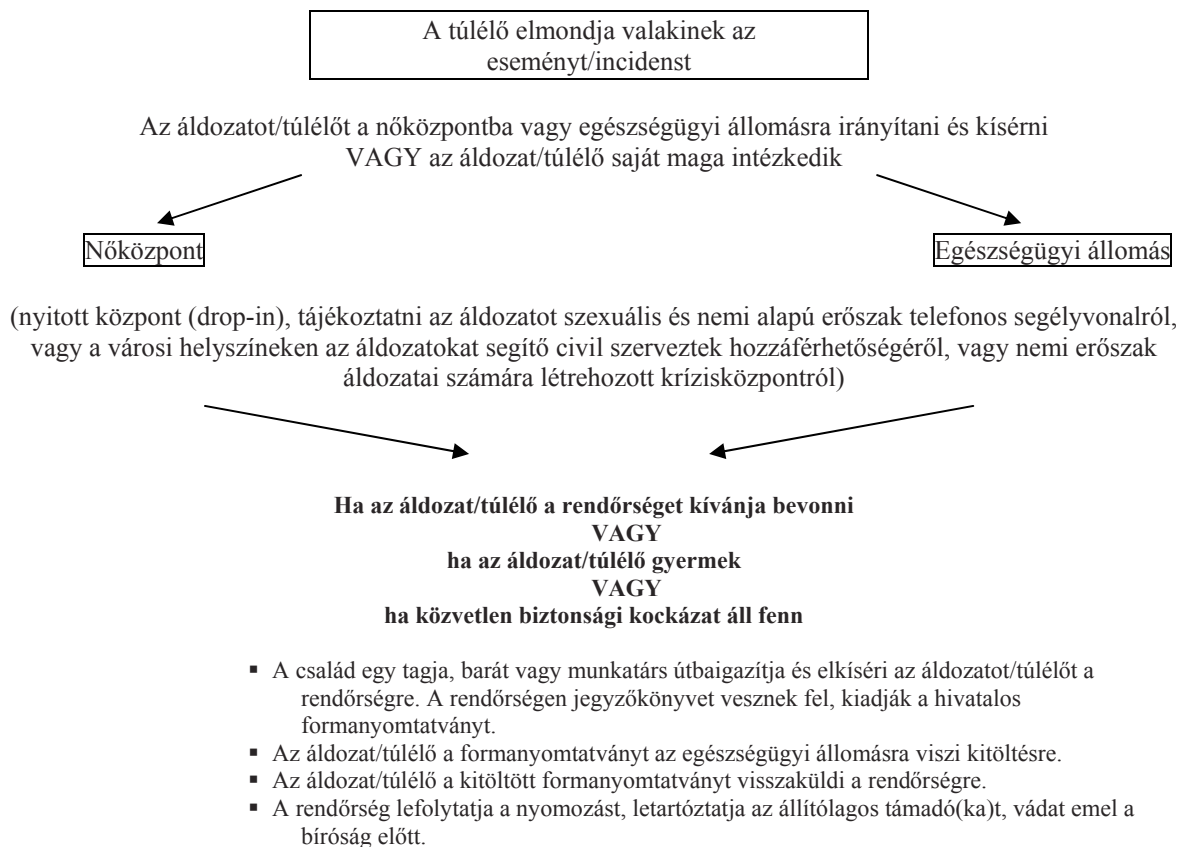 A túlélő elmondja valakinek az
eseményt/incidenst
Az áldozatot/túlélőt a nőközpontba vagy egészségügyi állomásra irányítani és kísérni
VAGY az áldozat/túlélő saját maga intézkedik
Nőközpont
Egészségügyi állomás
(nyitott központ (drop-in), tájékoztatni az áldozatot szexuális és nemi alapú erőszak telefonos segélyvonalról,
vagy a városi helyszíneken az áldozatokat segítő civil szerveztek hozzáférhetőségéről, vagy nemi erőszak
áldozatai számára létrehozott krízisközpontról)
Ha az áldozat/túlélő a rendőrséget kívánja bevonni
VAGY
ha az áldozat/túlélő gyermek
VAGY
ha közvetlen biztonsági kockázat áll fenn
▪ A család egy tagja, barát vagy munkatárs útbaigazítja és elkíséri az áldozatot/túlélőt a
rendőrségre. A rendőrségen jegyzőkönyvet vesznek fel, kiadják a hivatalos
formanyomtatványt.
▪ Az áldozat/túlélő a formanyomtatványt az egészségügyi állomásra viszi kitöltésre.
▪ Az áldozat/túlélő a kitöltött formanyomtatványt visszaküldi a rendőrségre.
▪ A rendőrség lefolytatja a nyomozást, letartóztatja az állítólagos támadó(ka)t, vádat emel a
bíróság előtt.